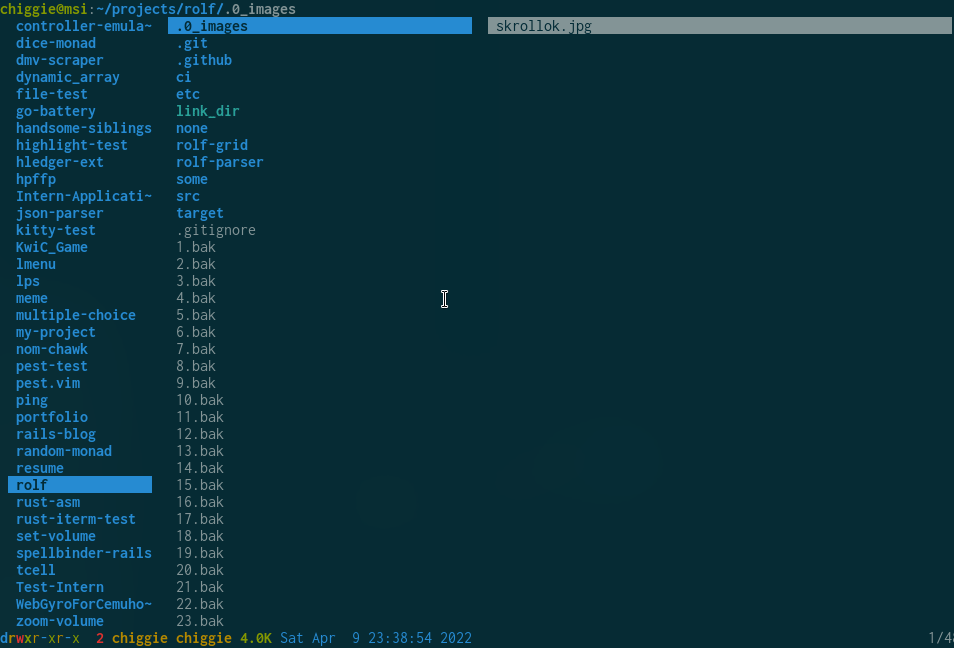 chiggie@msi:~/projects/rolf/.0_images
controller-emula~ .0_images skrollok.jpg
dice-monad .git
dmv-scraper .github
dynamic_array ci
file-test etc
go-battery link_dir
handsome-siblings none
highlight-test rolf-grid
hledger-ext rolf-parser
hpffp some
Intern-Applicati~ src
json-parser target
kitty-test .gitignore
KwiC_Game 1.bak
lmenu 2.bak
lps 3.bak
meme 4.bak
multiple-choice 5.bak
my-project 6.bak
nom-chawk 7.bak
pest-test 8.bak
pest.vim 9.bak
ping 10.bak
portfolio 11.bak
rails-blog 12.bak
random-monad 13.bak
resume 14.bak
rolf 15.bak
rust-asm 16.bak
rust-iterm-test 17.bak
set-volume 18.bak
spellbinder-rails 19.bak
tcell 20.bak
Test-Intern 21.bak
WebGyroForCemuho~ 22.bak
zoom-volume 23.bak
drwxr-xr-x 2 chiggie chiggie 4.0K Sat Apr 9 23:38:54 2022 1/4